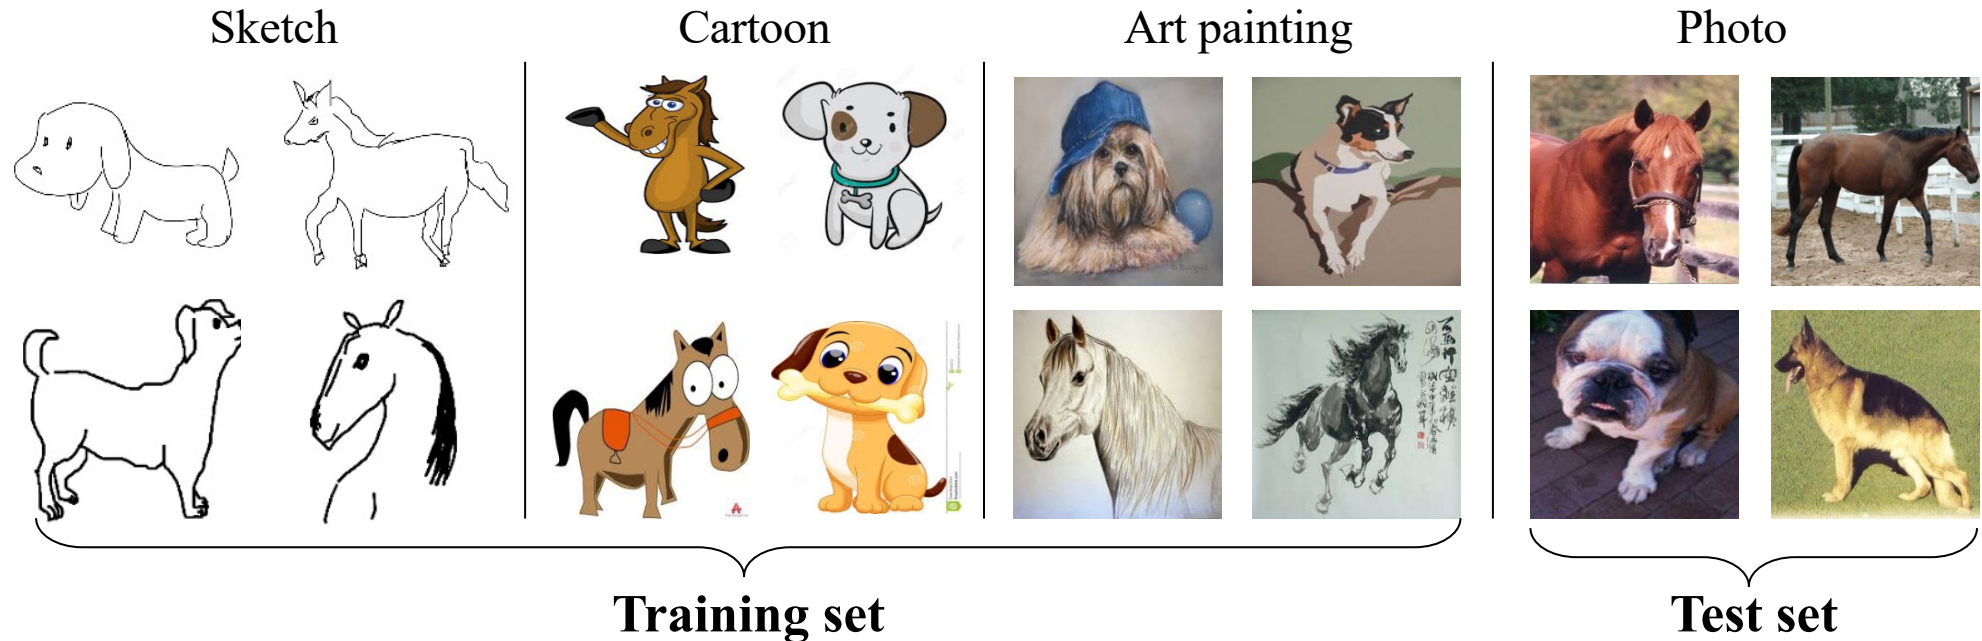 Sketch
Cartoon
Art painting
Photo
Training set
Test set